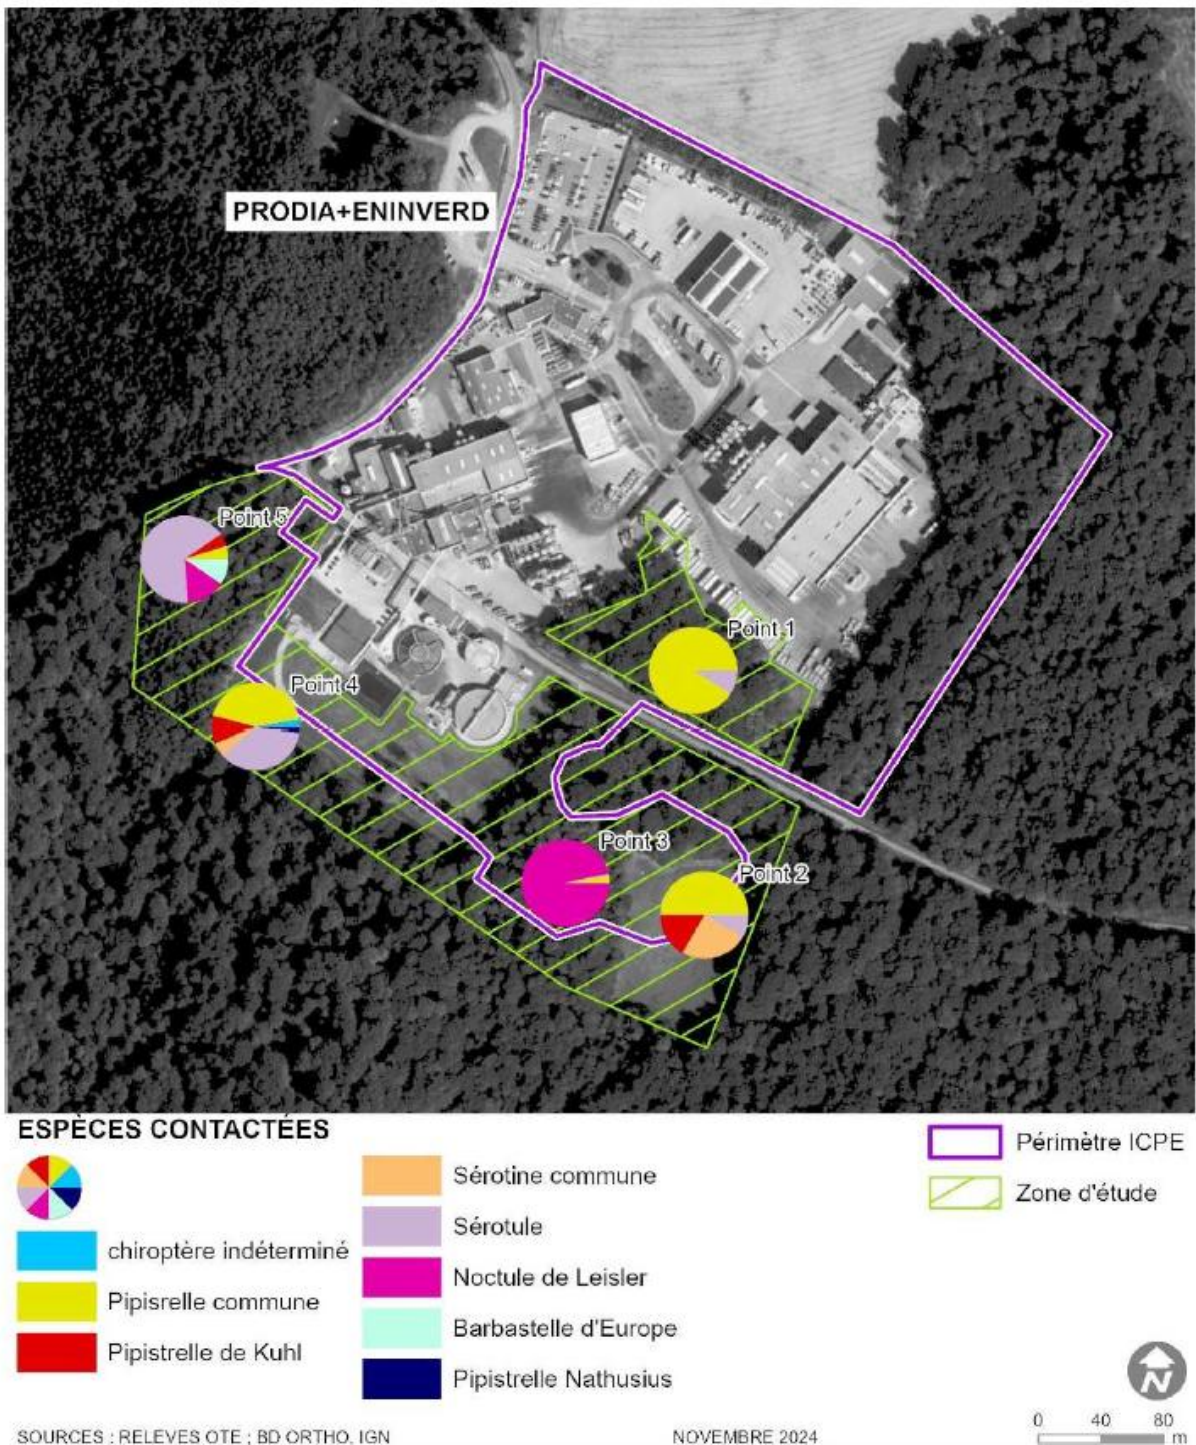 PRODIA+ENINVERD
Point 5
Point 1
Point 4
Point 3
Point 2
ESPÈCES CONTACTÉES
chiroptère indéterminé
Pipisrelle commune
Pipistrelle de Kuhl
Sérotine commune
Sérotule
Noctule de Leisler
Barbastelle d'Europe
Pipistrelle Nathusius
Périmètre ICPE
Zone d'étude
N
0 40 80
m
SOURCES : RELEVES OTE ; BD ORTHO, IGN
NOVEMBRE 2024